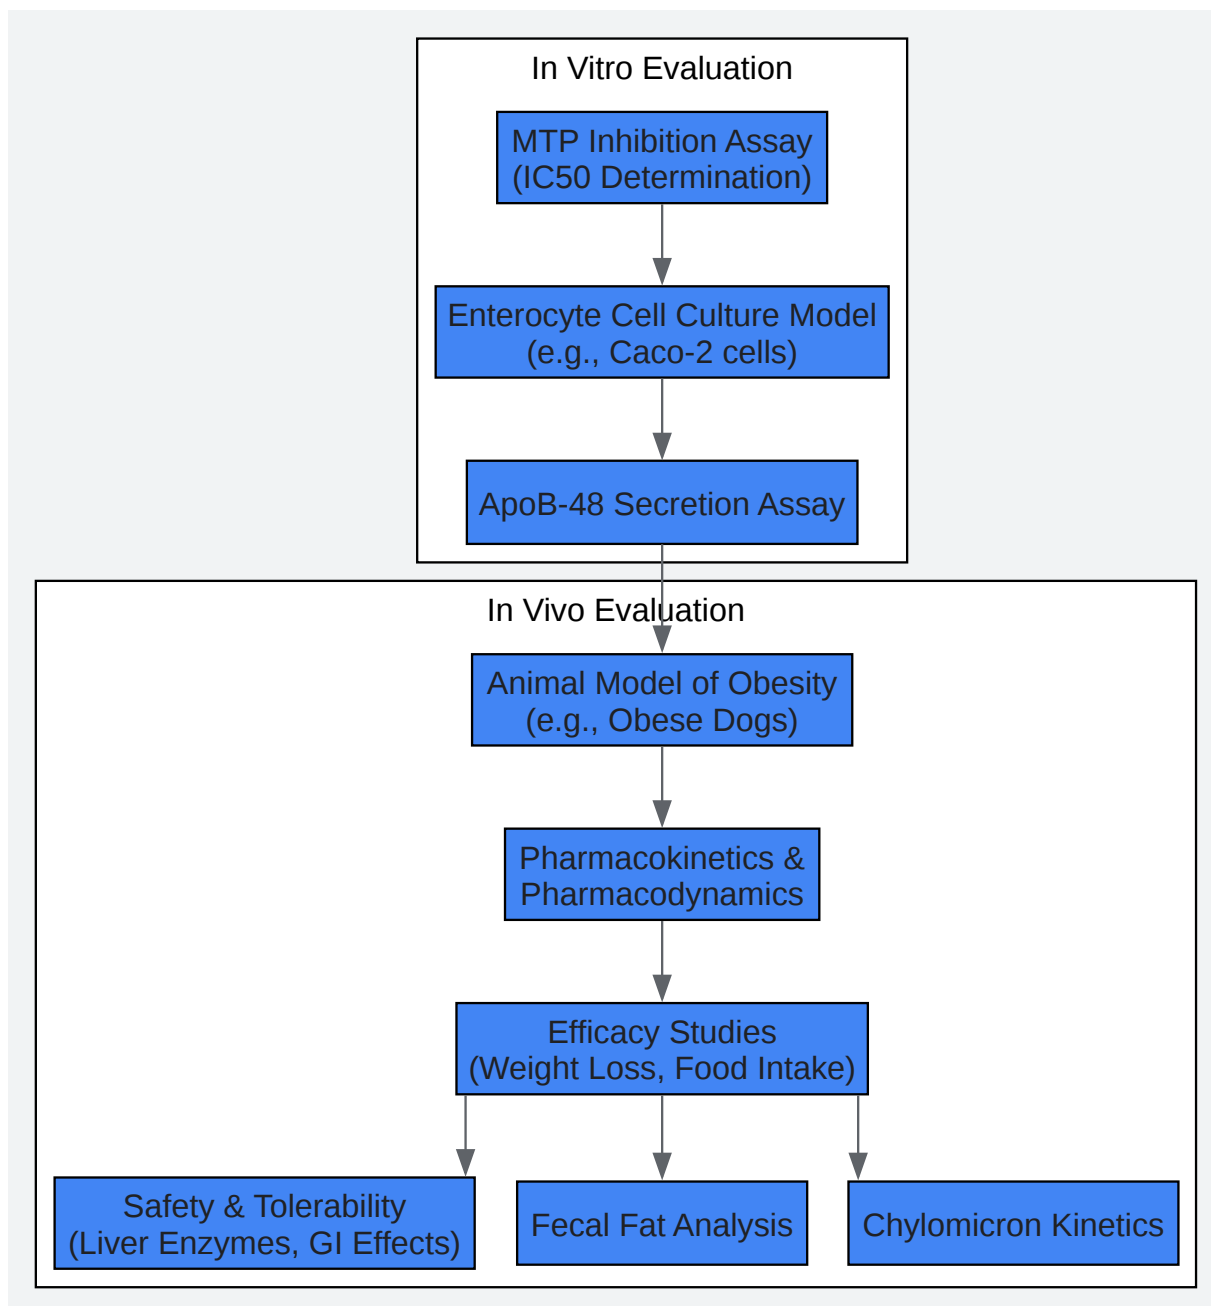 In Vitro Evaluation
MTP Inhibition Assay
(IC50 Determination)
Enterocyte Cell Culture Model
(e.g., Caco-2 cells)
ApoB-48 Secretion Assay
In Vivo Evaluation
Animal Model of Obesity
(e.g., Obese Dogs)
Pharmacokinetics &
Pharmacodynamics
Efficacy Studies
(Weight Loss, Food Intake)
Safety & Tolerability
(Liver Enzymes, GI Effects)
Fecal Fat Analysis
Chylomicron Kinetics